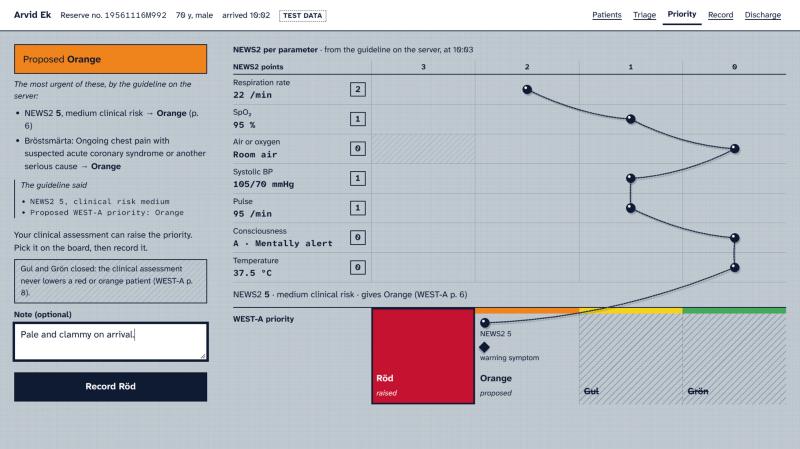 Arvid Ek Reserve no. 19561116M992 70 y, male arrived 10:02 TEST DATA Patients Triage Priority Record Discharge
Proposed Orange
The most urgent of these, by the guideline on the server:
• NEWS2 5, medium clinical risk → Orange (p. 6)
• Bröstsmärta: Ongoing chest pain with suspected acute coronary syndrome or another serious cause → Orange
The guideline said
• NEWS2 5, clinical risk medium
• Proposed WEST-A priority: Orange
Your clinical assessment can raise the priority.
Pick it on the board, then record it.
Gul and Grön closed: the clinical assessment
never lowers a red or orange patient (WEST-A p.
8).
Note (optional)
Pale and clammy on arrival.
Record Röd
NEWS2 per parameter · from the guideline on the server, at 10:03
NEWS2 points 3 2 1 0
Respiration rate
22 /min 2
SpO₂
95 % 1
Air or oxygen
Room air 0
Systolic BP
105/70 mmHg 1
Pulse
95 /min 1
Consciousness
A · Mentally alert 0
Temperature
37.5 °C 0
NEWS2 5 · medium clinical risk · gives Orange (WEST-A p. 6)
WEST-A priority
NEWS2 5
warning symptom
Röd Orange Gul Grön
raised proposed